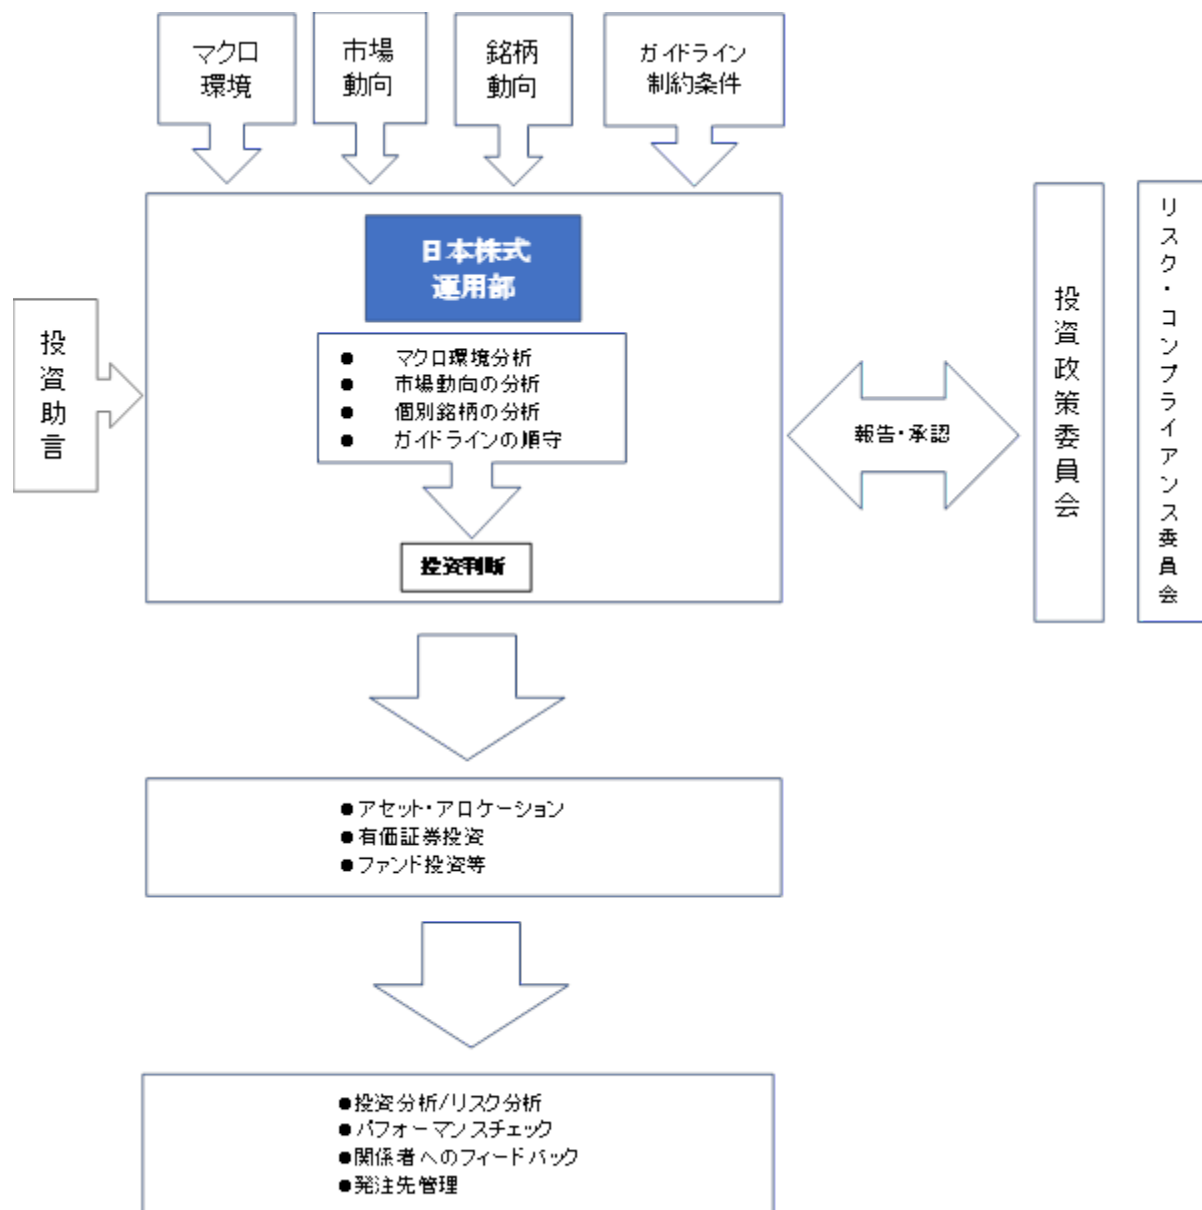 マクロ
環境
市場
動向
銘柄
動向
ガイドライン
制約条件
日本株式
運用部
● マクロ環境分析
● 市場動向の分析
● 個別銘柄の分析
● ガイドラインの順守
投資判断
投資助言
報告・承認
投資政策委員会
リスク・コンプライアンス委員会
●アセット・アロケーション
●有価証券投資
●ファンド投資等
●投資分析/リスク分析
●パフォーマンスチェック
●関係者へのフィードバック
●発注先管理